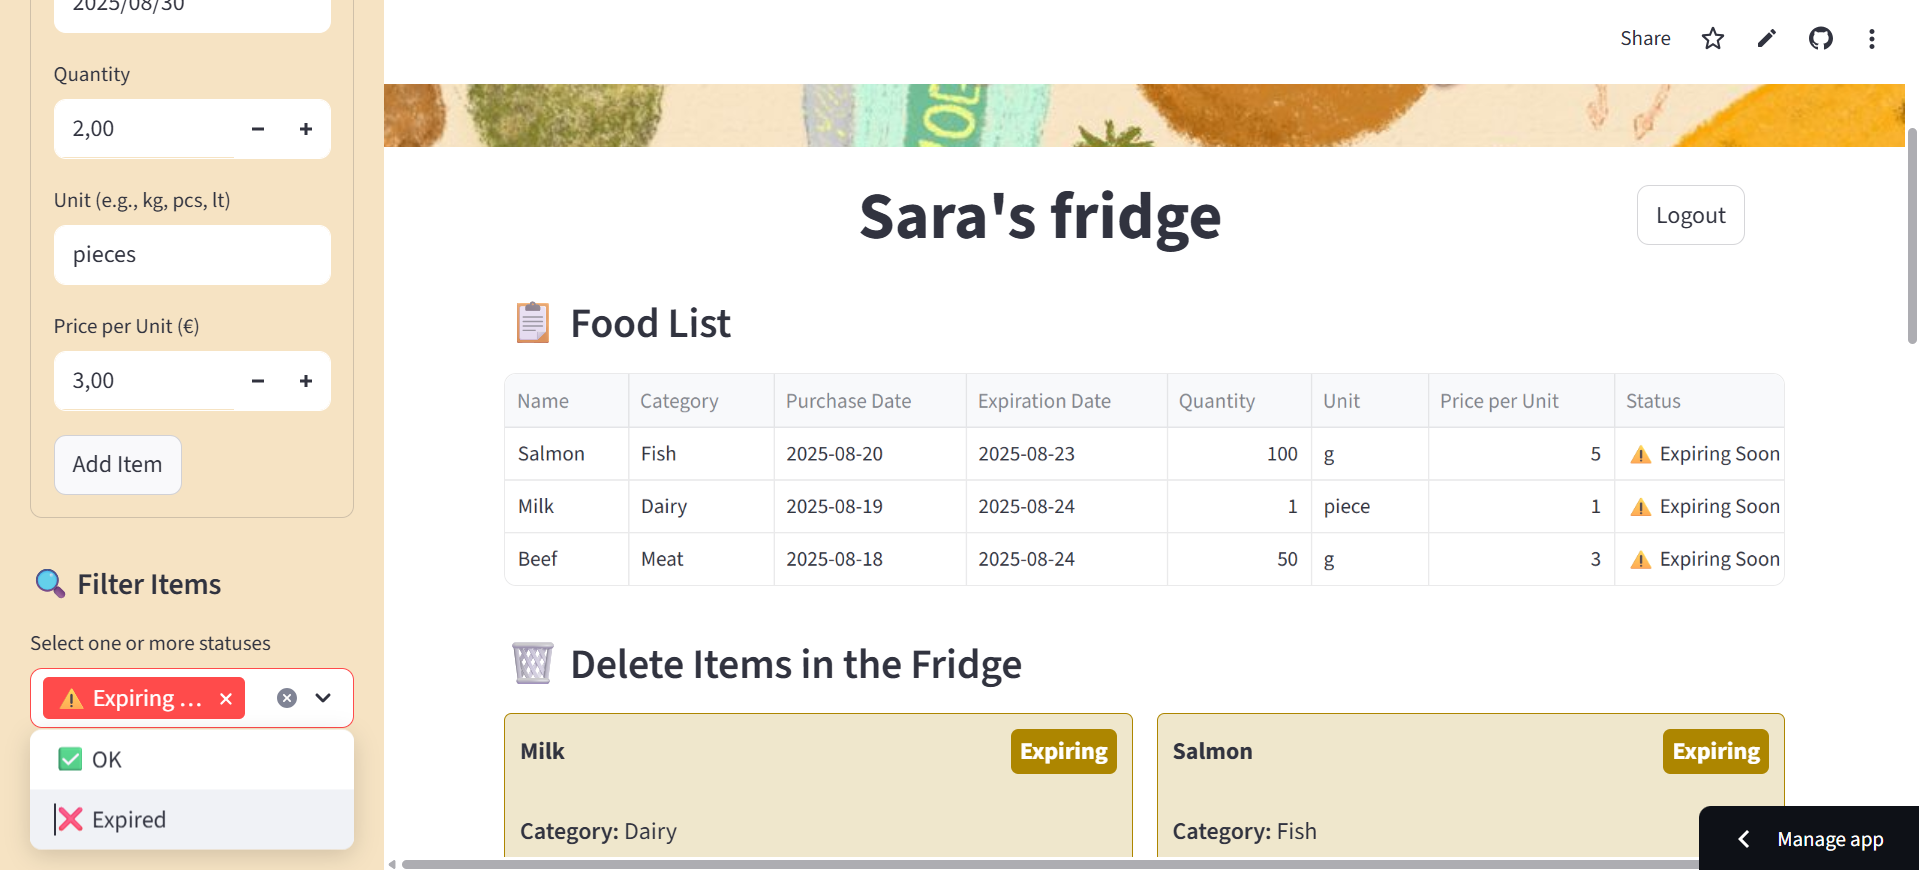 2025/08/30
Quantity
2,00
Unit (e.g., kg, pcs, lt)
pieces
Price per Unit (€)
3,00
Add Item
Filter Items
Select one or more statuses
Expiring ...
OK
Expired
Share
Sara's fridge
Logout
Food List
Name Category Purchase Date Expiration Date Quantity Unit Price per Unit Status
Salmon Fish 2025-08-20 2025-08-23 100 g 5 Expiring Soon
Milk Dairy 2025-08-19 2025-08-24 1 piece 1 Expiring Soon
Beef Meat 2025-08-18 2025-08-24 50 g 3 Expiring Soon
Delete Items in the Fridge
Milk Expiring
Category: Dairy
Salmon Expiring
Category: Fish
Manage app